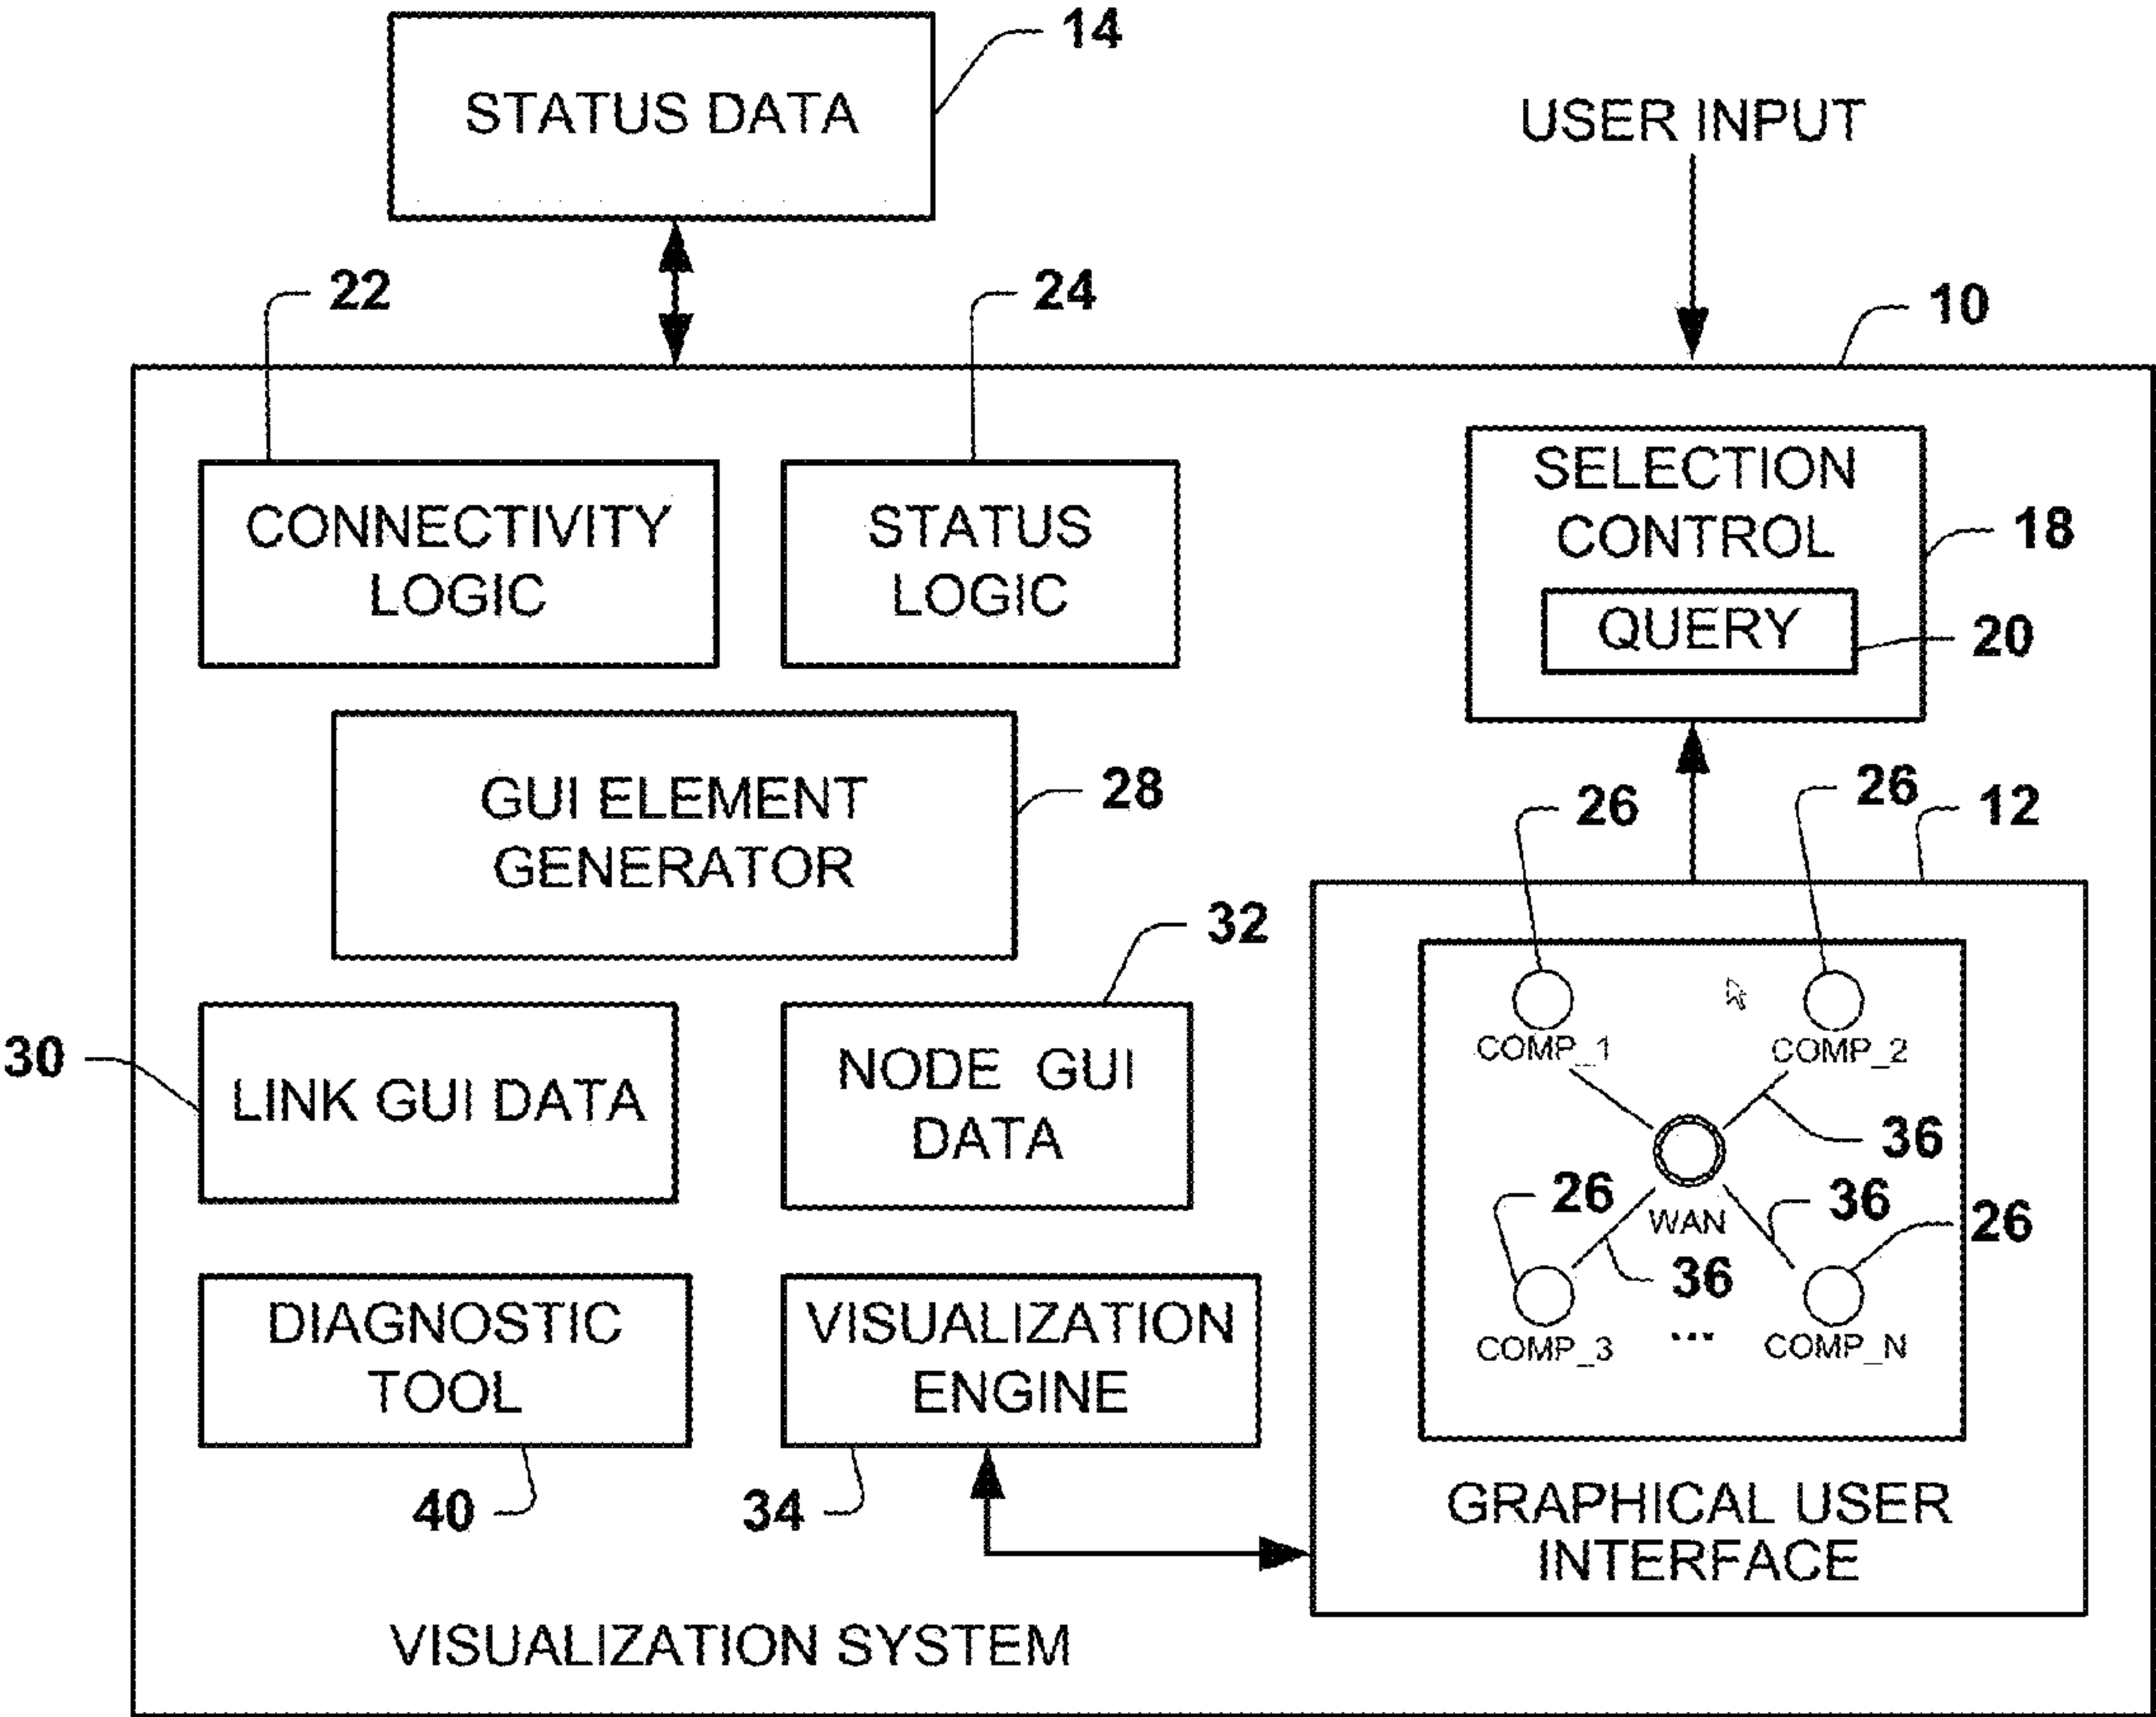 14
STATUS DATA
USER INPUT
22
24
10
CONNECTIVITY
LOGIC
STATUS
LOGIC
SELECTION
CONTROL
18
QUERY
20
GUI ELEMENT
GENERATOR
28
26
26
12
32
30
LINK GUI DATA
NODE GUI
DATA
COMP_1
COMP_2
36
26
WAN
36
26
36
COMP_3
...
COMP_N
DIAGNOSTIC
TOOL
VISUALIZATION
ENGINE
40
34
GRAPHICAL USER
INTERFACE
VISUALIZATION SYSTEM